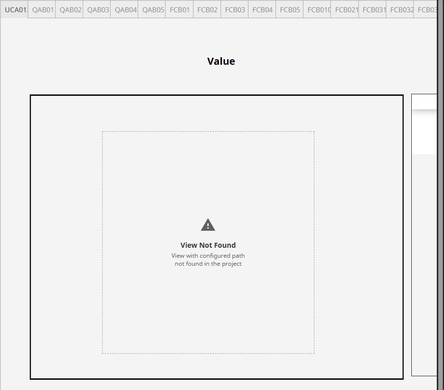 UCA01 QAB01 QAB02 QAB03 QAB04 QAB05 FCB01 FCB02 FCB03 FCB04 FCB05 FCB010 FCB021 FCB031 FCB032 FCB03
Value
View Not Found
View with configured path
not found in the project